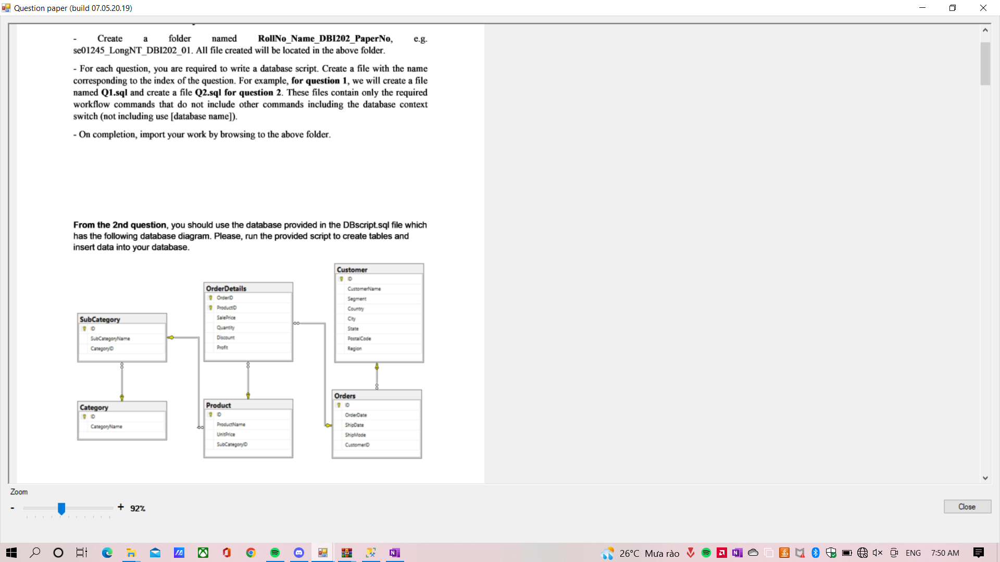 Question paper (build 07.05.20.19)
- Create a folder named RollNo_Name_DBI202_PaperNo, e.g.
se01245_LongNT_DBI202_01. All file created will be located in the above folder.
- For each question, you are required to write a database script. Create a file with the name
corresponding to the index of the question. For example, for question 1, we will create a file
named Q1.sql and create a file Q2.sql for question 2. These files contain only the required
workflow commands that do not include other commands including the database context
switch (not including use [database name]).
- On completion, import your work by browsing to the above folder.
From the 2nd question, you should use the database provided in the DBscript.sql file which
has the following database diagram. Please, run the provided script to create tables and
insert data into your database.
SubCategory
ID
SubCategoryName
CategoryID
Category
ID
CategoryName
OrderDetails
OrderID
ProductID
SalePrice
Quantity
Discount
Profit
Product
ID
ProductName
UnitPrice
SubCategoryID
Customer
ID
CustomerName
Segment
Country
City
State
PostalCode
Region
Orders
ID
OrderDate
ShipDate
ShipMode
CustomerID
Zoom
- + 92%
Close
26°C Mưa rào ENG 7:50 AM